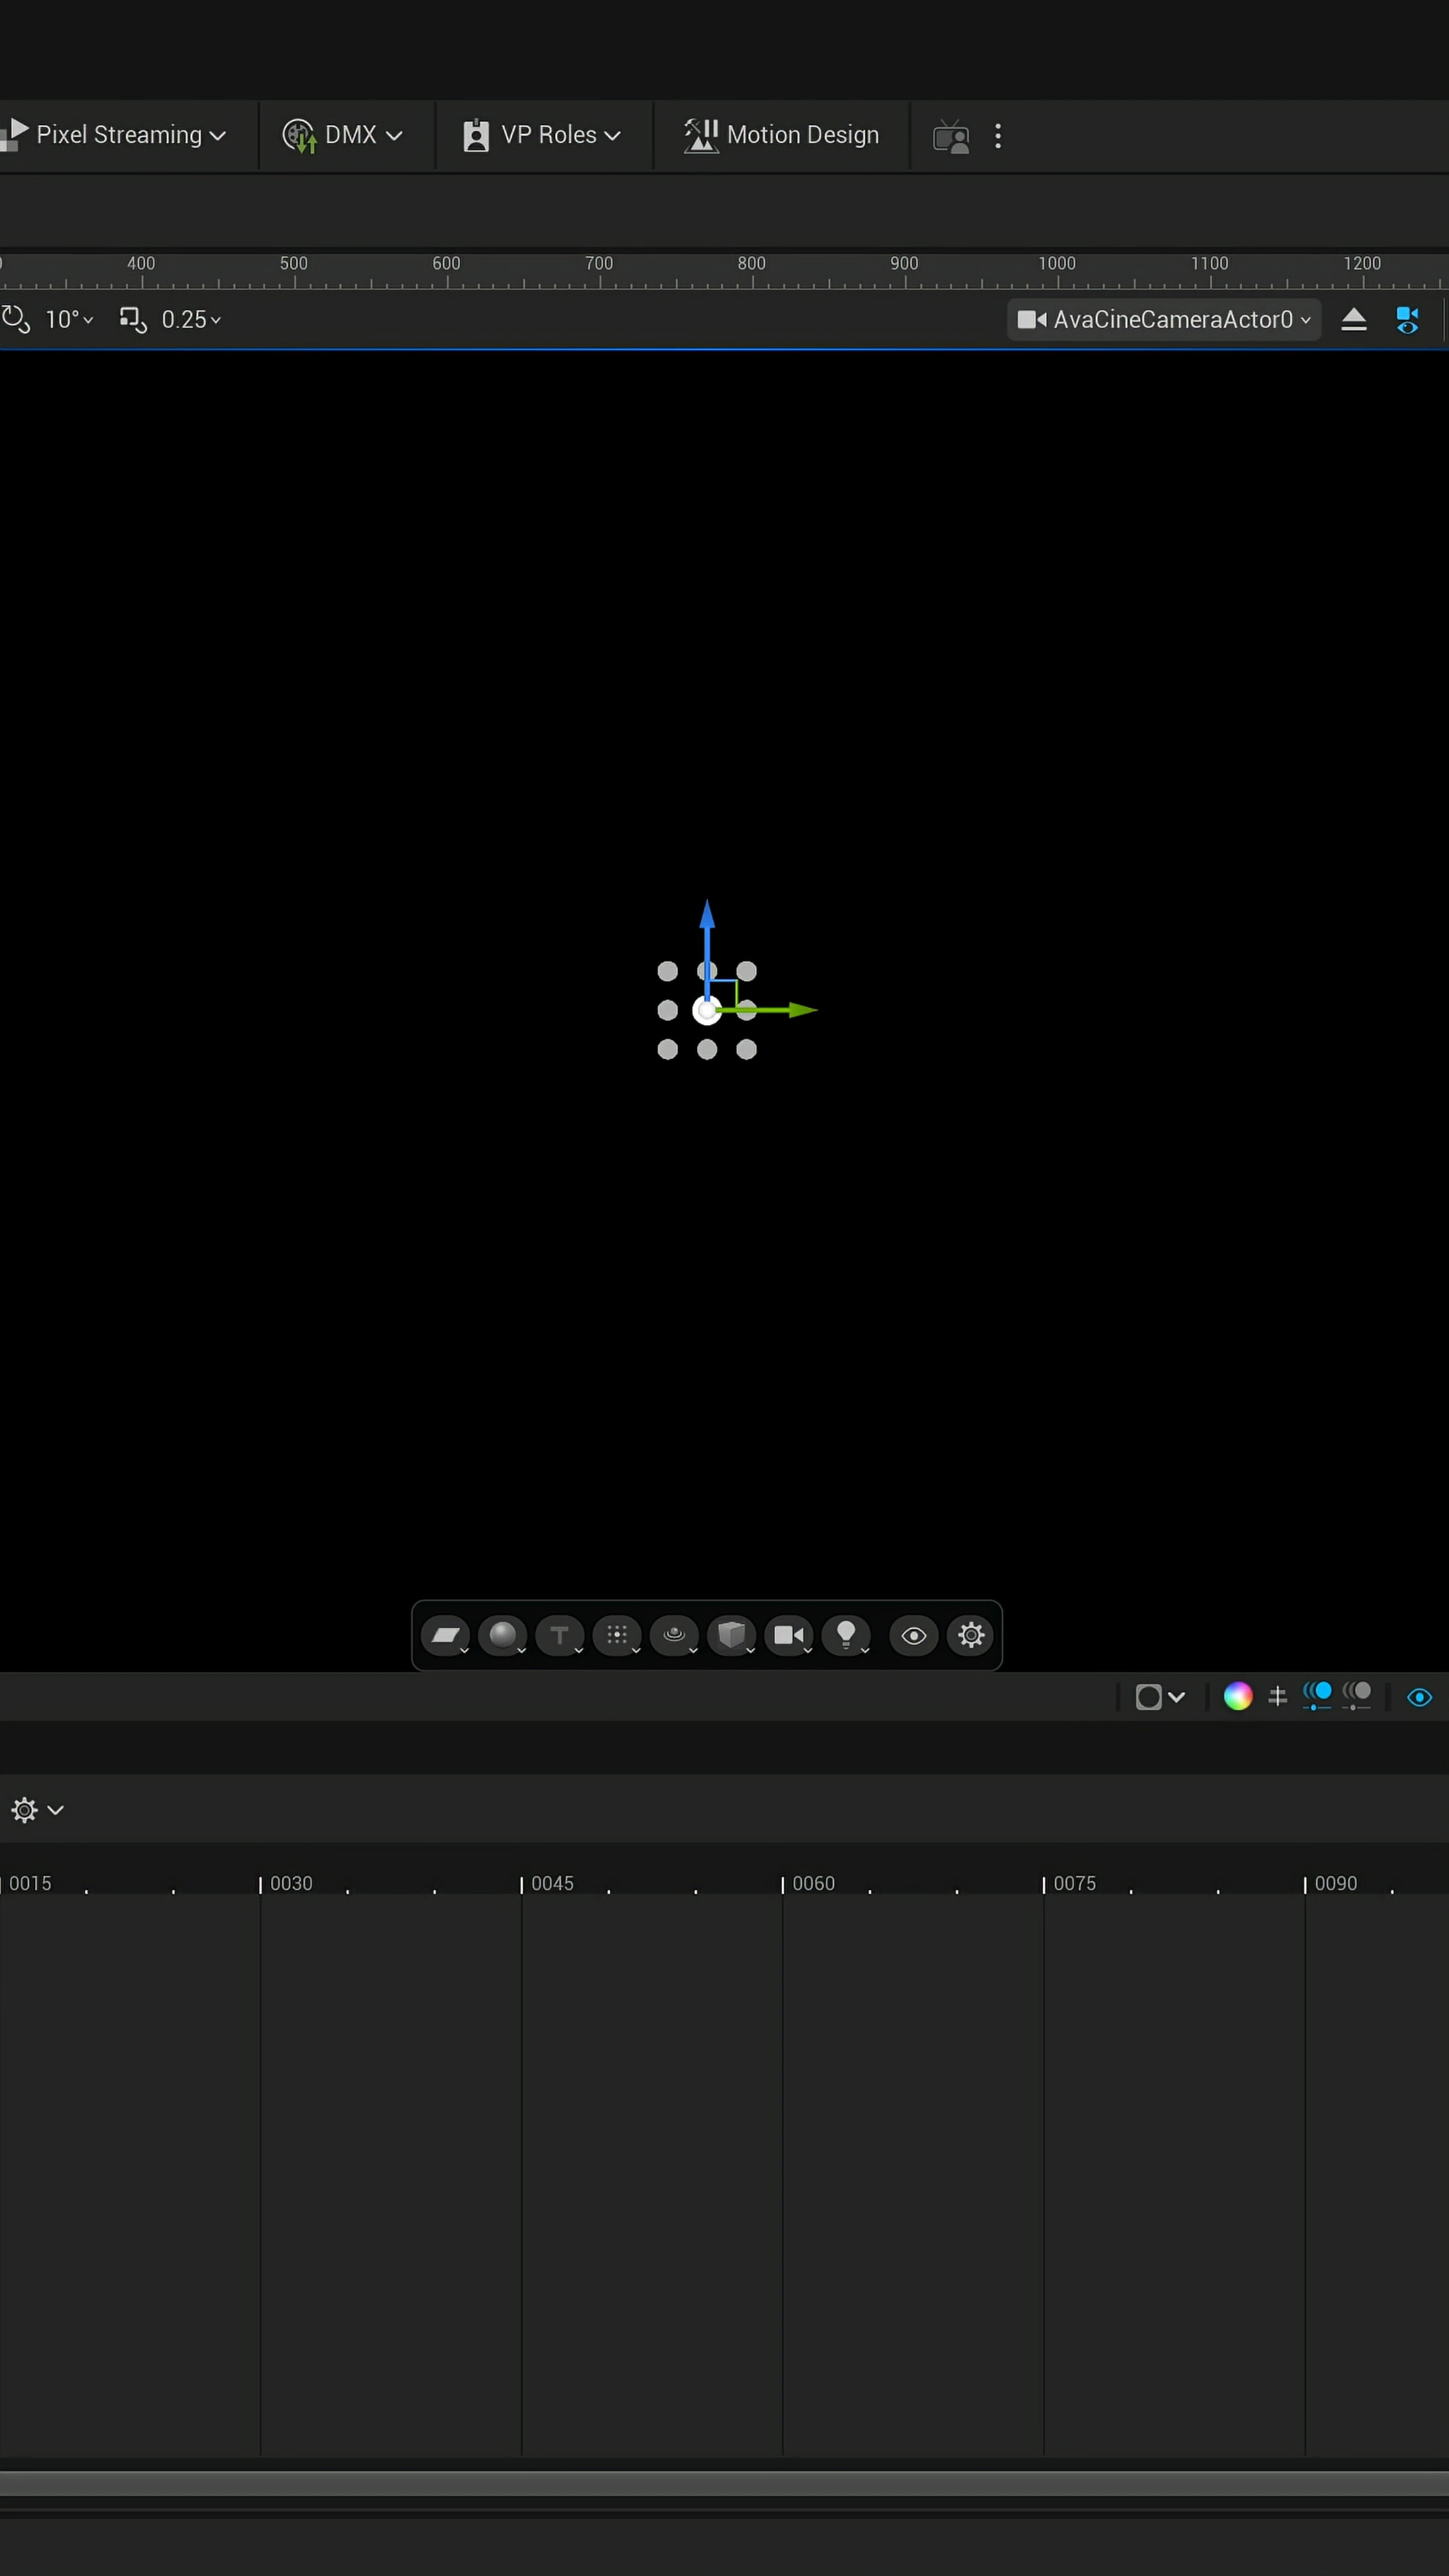 Pixel Streaming DMX VP Roles Motion Design
400 500 600 700 800 900 1000 1100 1200
10° 0.25 AvaCineCameraActor0
0015 0030 0045 0060 0075 0090